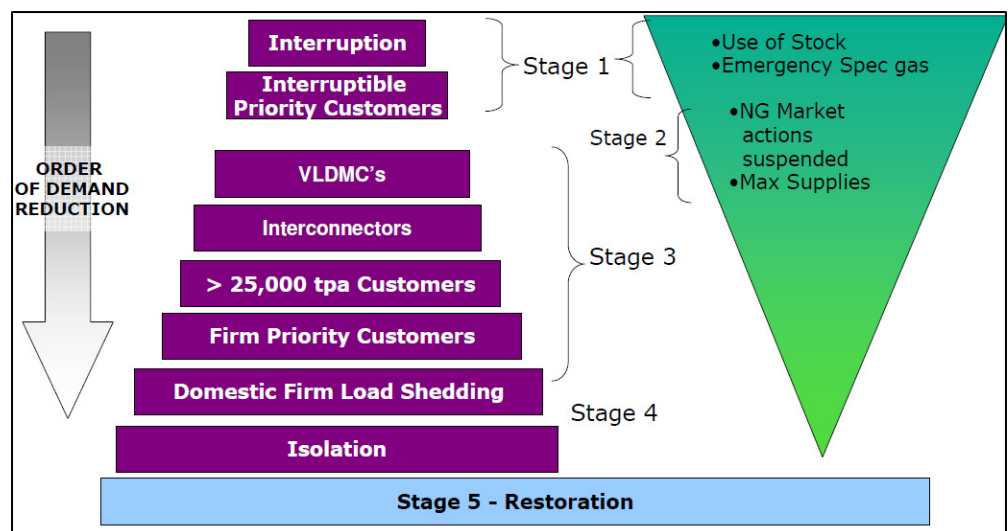 Interruption
Interruptible
Priority Customers
Stage 1
•Use of Stock
•Emergency Spec gas
Stage 2
•NG Market
actions
suspended
•Max Supplies
ORDER
OF DEMAND
REDUCTION
VLDMC's
Interconnectors
> 25,000 tpa Customers
Firm Priority Customers
Stage 3
Domestic Firm Load Shedding
Stage 4
Isolation
Stage 5 - Restoration